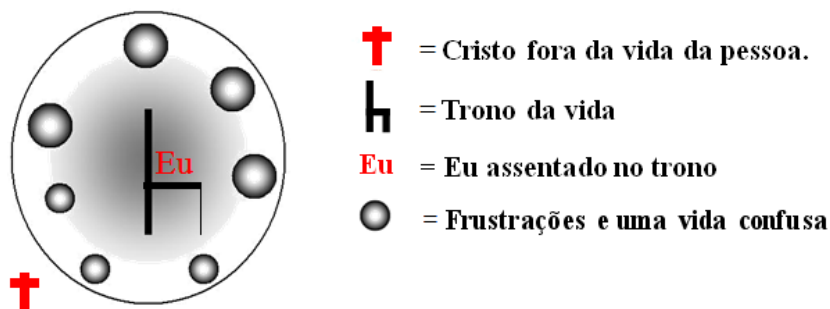 Eu
= Cristo fora da vida da pessoa.
= Trono da vida
Eu = Eu assentado no trono
= Frustrações e uma vida confusa